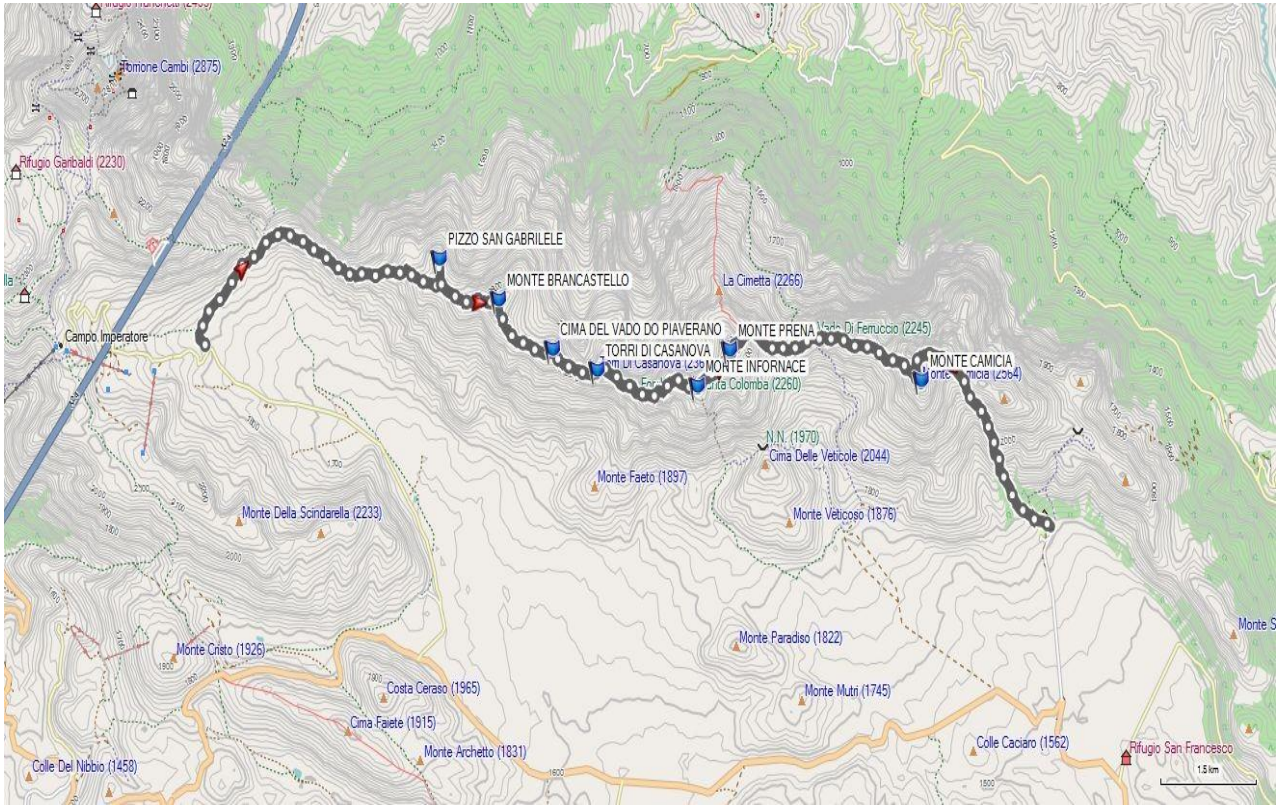 Rifugio Franchetti (2433)
Torrione Cambi (2875)
Rifugio Garibaldi (2230)
Campo Imperatore
PIZZO SAN GABRILELE
MONTE BRANCASTELLO
La Cimetta (2266)
CIMA DEL VADO DO PIAVERANO
MONTE PRENA
Vado Di Ferruccio (2245)
TORRI DI CASANOVA
MONTE INFORNACE
MONTE CAMICIA
N.N. (1970)
Cima Delle Veticole (2044)
Monte Faeto (1897)
Monte Veticoso (1876)
Monte Della Scindarella (2233)
Monte Paradiso (1822)
Monte Cristo (1926)
Costa Ceraso (1965)
Monte Mutri (1745)
Cima Faiete (1915)
Monte Archetto (1831)
Colle Caciaro (1562)
Rifugio San Francesco
Colle Del Nibbio (1458)
Monte S
1.5 km